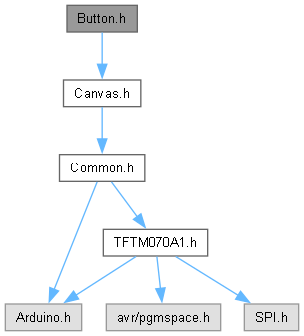 Button.h
Canvas.h
Common.h
TFTM070A1.h
Arduino.h
avr/pgmspace.h
SPI.h